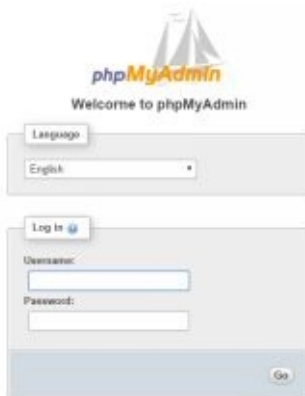 phpMyAdmin
Welcome to phpMyAdmin
Language
English
Log in
Username:
Password:
Go